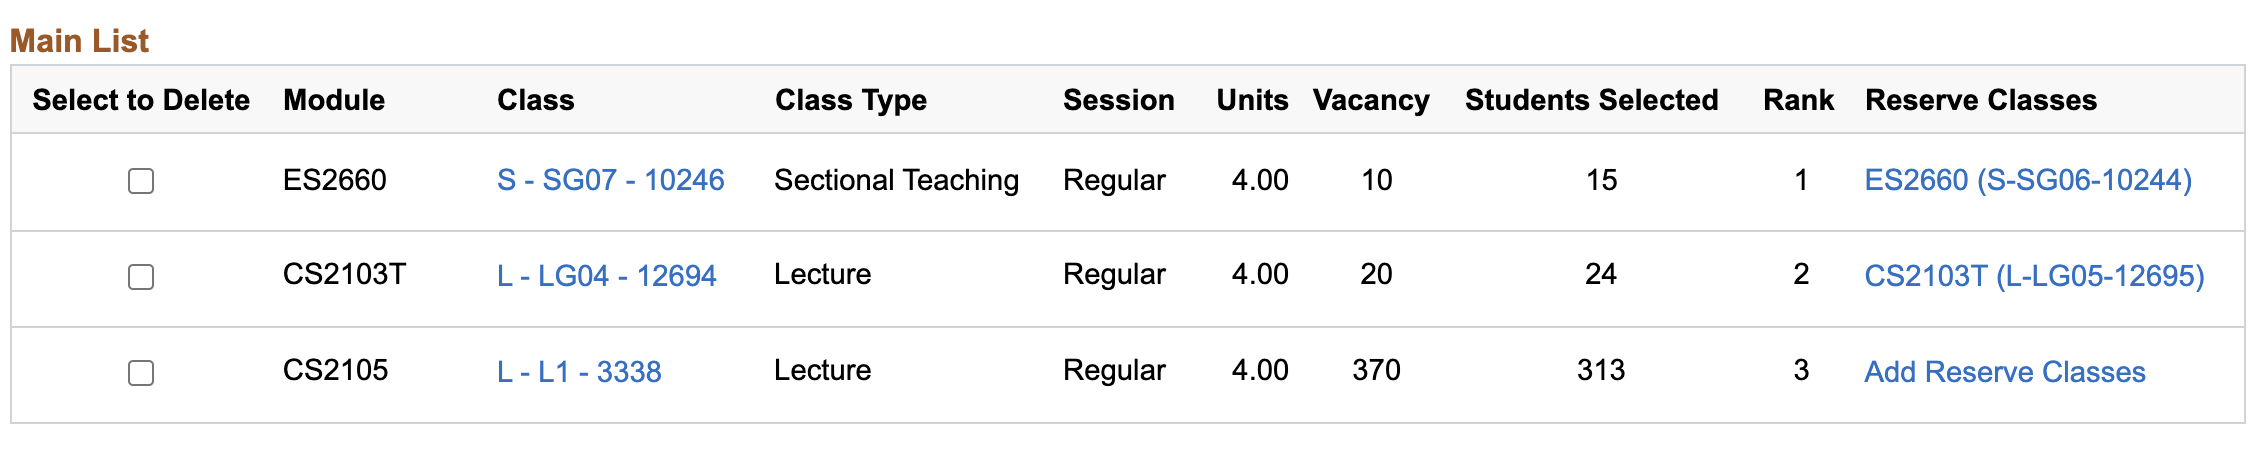 Main List
Select to Delete Module Class Class Type Session Units Vacancy Students Selected Rank Reserve Classes
ES2660 S - SG07 - 10246 Sectional Teaching Regular 4.00 10 15 1 ES2660 (S-SG06-10244)
CS2103T L - LG04 - 12694 Lecture Regular 4.00 20 24 2 CS2103T (L-LG05-12695)
CS2105 L - L1 - 3338 Lecture Regular 4.00 370 313 3 Add Reserve Classes